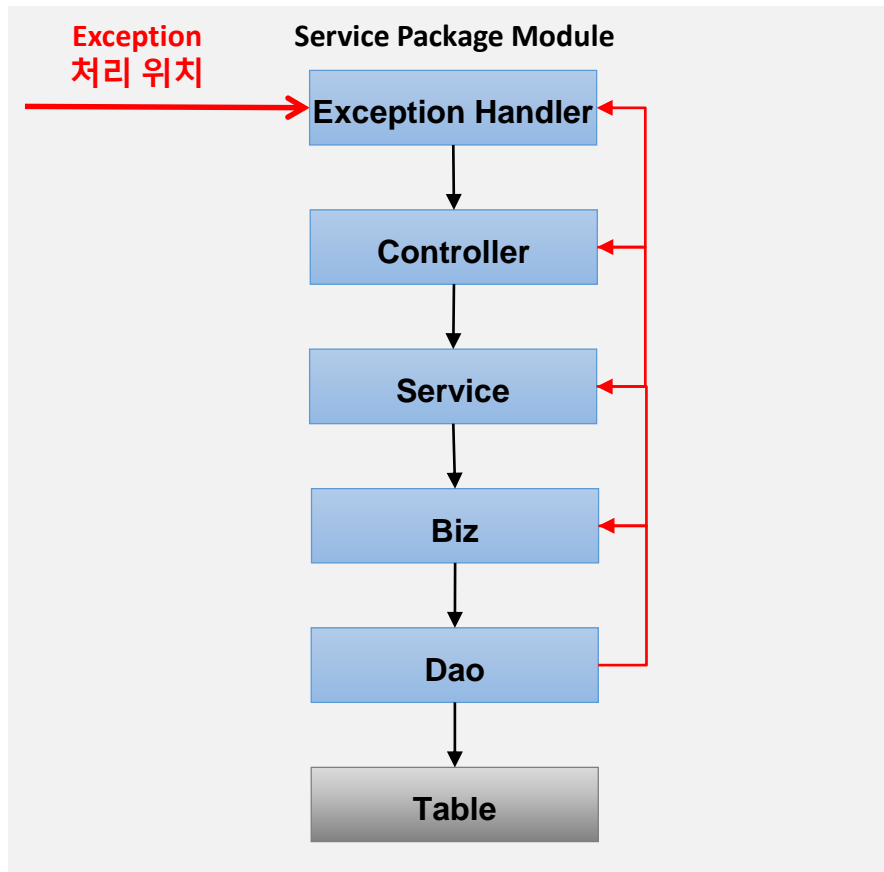 Exception
처리 위치
Service Package Module
Exception Handler
Controller
Service
Biz
Dao
Table